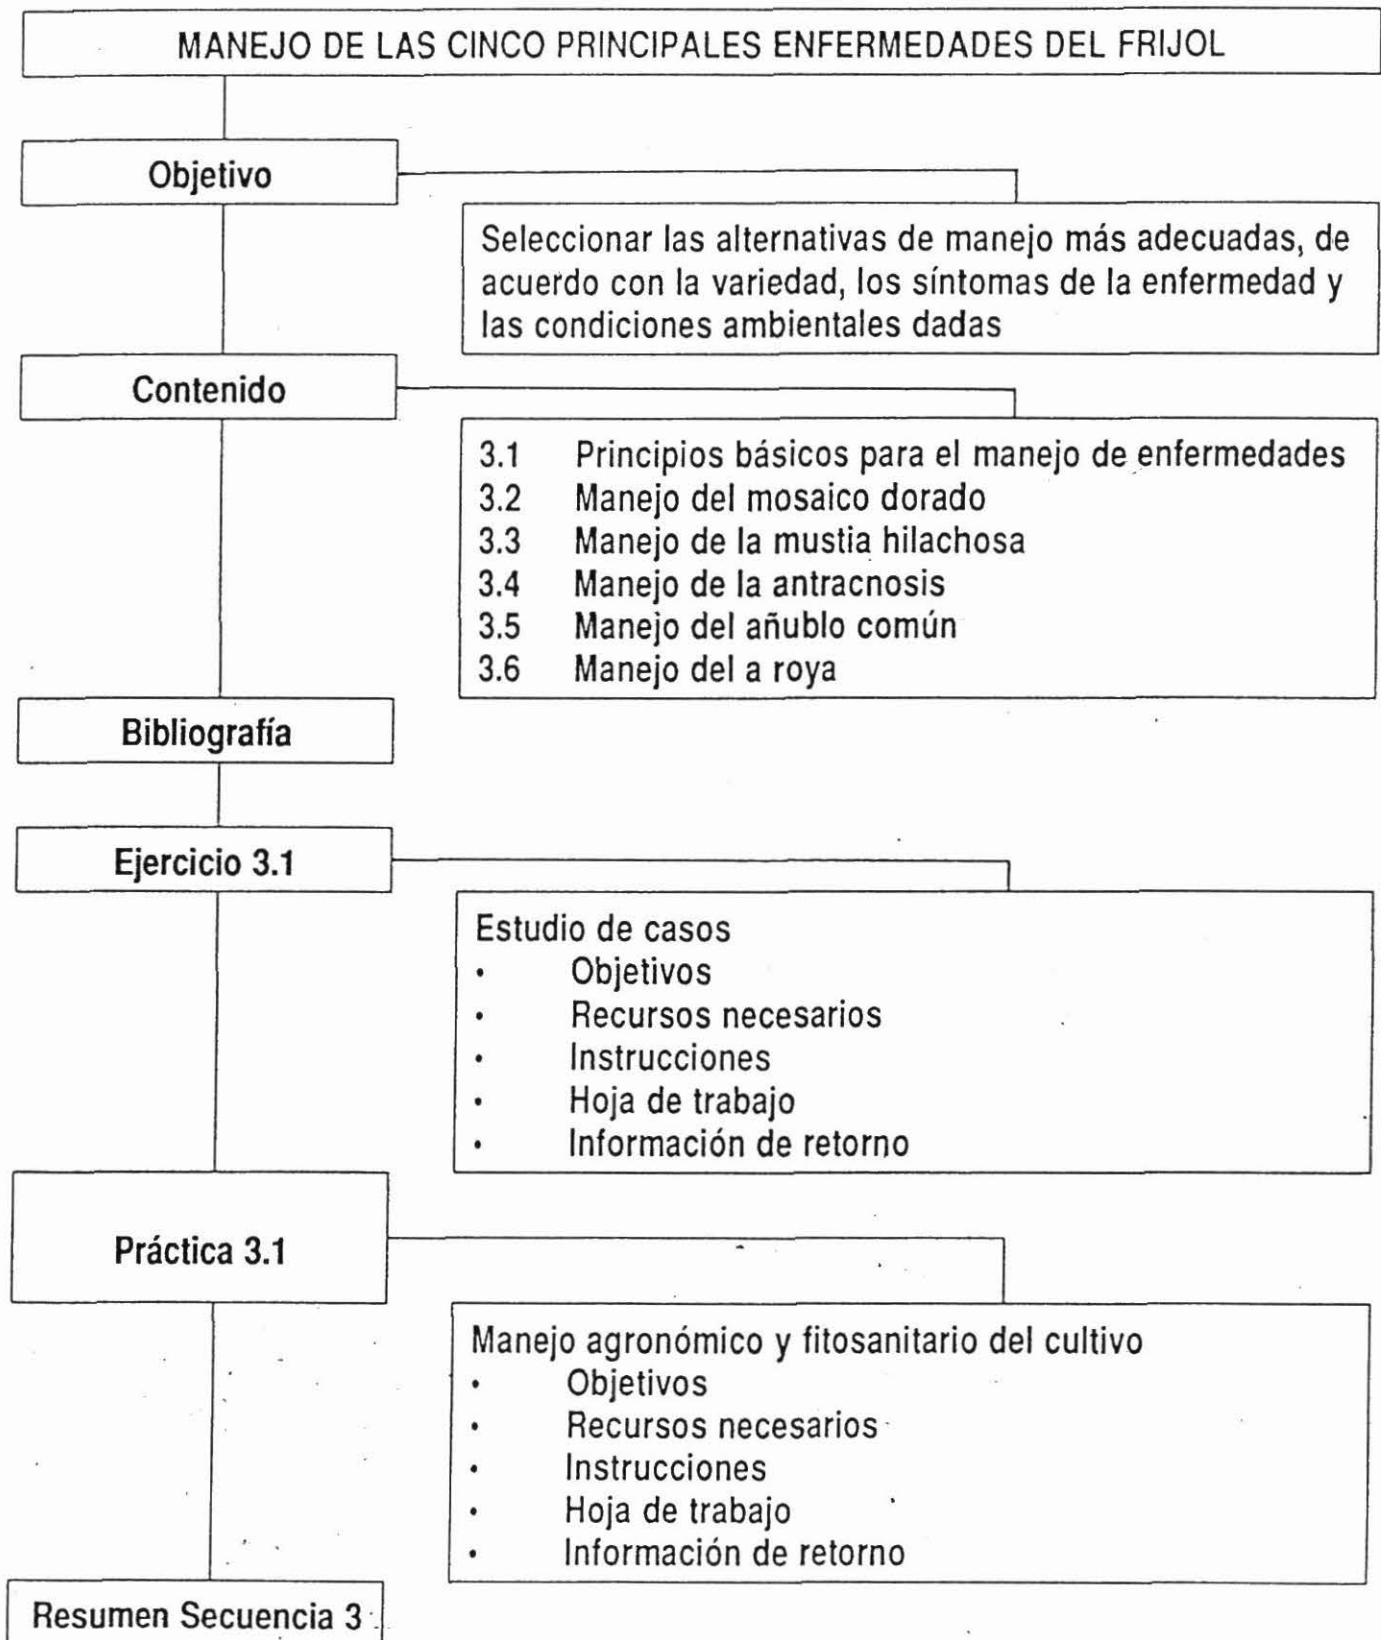 MANEJO DE LAS CINCO PRINCIPALES ENFERMEDADES DEL FRIJOL
Objetivo
Seleccionar las alternativas de manejo más adecuadas, de
acuerdo con la variedad, los síntomas de la enfermedad y
las condiciones ambientales dadas
Contenido
3.1 Principios básicos para el manejo de enfermedades
3.2 Manejo del mosaico dorado
3.3 Manejo de la mustia hilachosa
3.4 Manejo de la antracnosis
3.5 Manejo del añublo común
3.6 Manejo del a roya
Bibliografía
Ejercicio 3.1
Estudio de casos
• Objetivos
• Recursos necesarios
• Instrucciones
• Hoja de trabajo
• Información de retorno
Práctica 3.1
Manejo agronómico y fitosanitario del cultivo
• Objetivos
• Recursos necesarios
• Instrucciones
• Hoja de trabajo
• Información de retorno
Resumen Secuencia 3